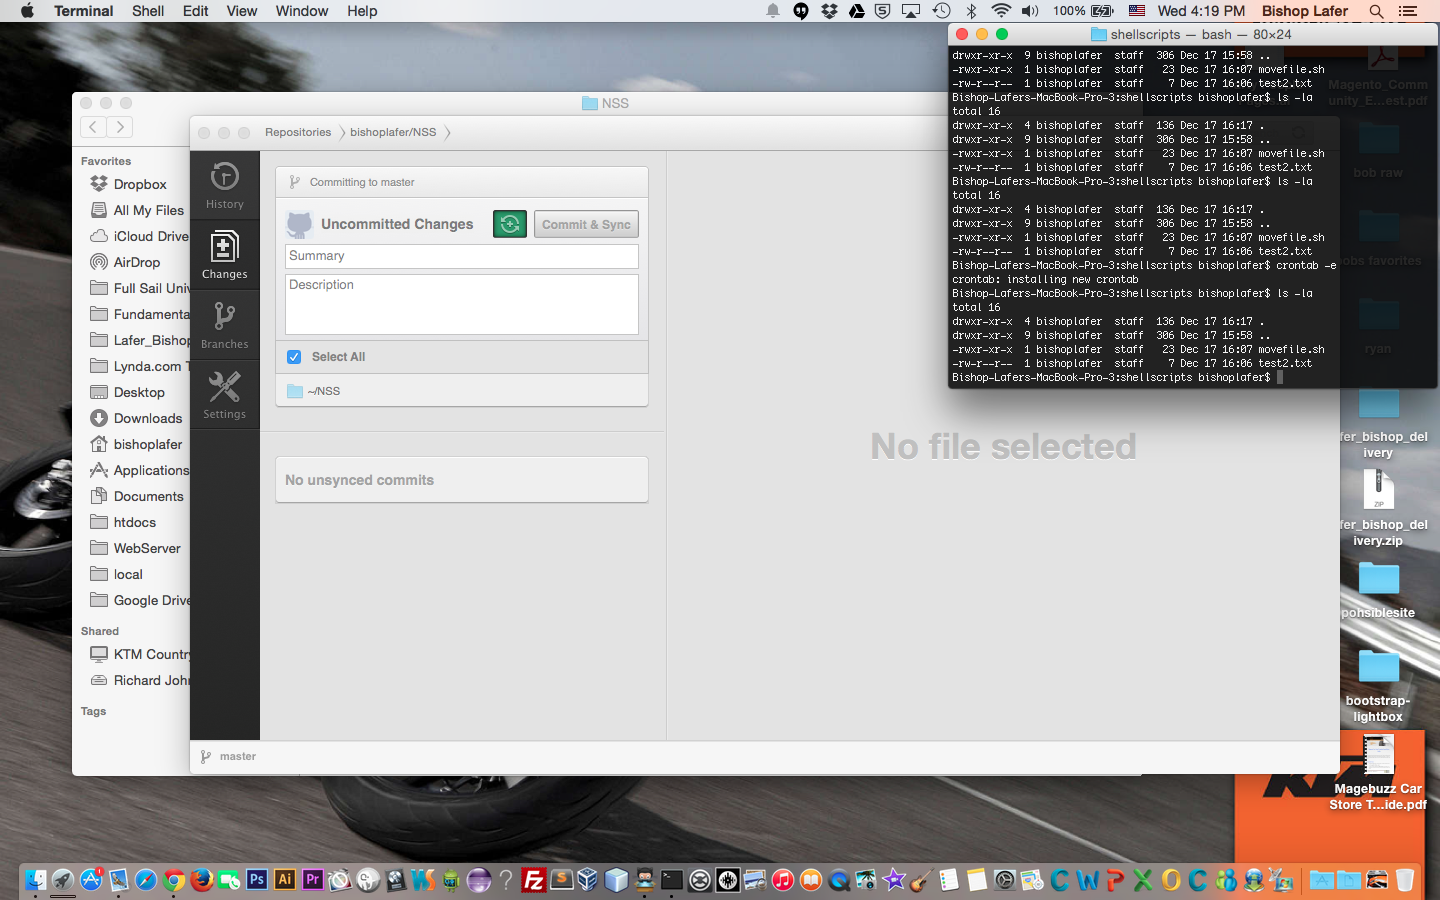 Terminal Shell Edit View Window Help
100% Wed 4:19 PM Bishop Lafer
shellscripts — bash — 80×24
drwxr-xr-x 9 bishoplafer staff 306 Dec 17 15:58 ..
-rwxr-xr-x 1 bishoplafer staff 23 Dec 17 16:07 movefile.sh
-rw-r--r-- 1 bishoplafer staff 7 Dec 17 16:06 test2.txt
Bishop-Lafers-MacBook-Pro-3:shellscripts bishoplafer$ ls -la
total 16
drwxr-xr-x 4 bishoplafer staff 136 Dec 17 16:17 .
drwxr-xr-x 9 bishoplafer staff 306 Dec 17 15:58 ..
-rwxr-xr-x 1 bishoplafer staff 23 Dec 17 16:07 movefile.sh
-rw-r--r-- 1 bishoplafer staff 7 Dec 17 16:06 test2.txt
Bishop-Lafers-MacBook-Pro-3:shellscripts bishoplafer$ ls -la
total 16
drwxr-xr-x 4 bishoplafer staff 136 Dec 17 16:17 .
drwxr-xr-x 9 bishoplafer staff 306 Dec 17 15:58 ..
-rwxr-xr-x 1 bishoplafer staff 23 Dec 17 16:07 movefile.sh
-rw-r--r-- 1 bishoplafer staff 7 Dec 17 16:06 test2.txt
Bishop-Lafers-MacBook-Pro-3:shellscripts bishoplafer$ crontab -e
crontab: installing new crontab
Bishop-Lafers-MacBook-Pro-3:shellscripts bishoplafer$ ls -la
total 16
drwxr-xr-x 4 bishoplafer staff 136 Dec 17 16:17 .
drwxr-xr-x 9 bishoplafer staff 306 Dec 17 15:58 ..
-rwxr-xr-x 1 bishoplafer staff 23 Dec 17 16:07 movefile.sh
-rw-r--r-- 1 bishoplafer staff 7 Dec 17 16:06 test2.txt
Bishop-Lafers-MacBook-Pro-3:shellscripts bishoplafer$
NSS
Favorites
Dropbox
All My Files
iCloud Drive
AirDrop
Full Sail Univ
Fundamenta
Lafer_Bishop
Lynda.com T
Desktop
Downloads
bishoplafer
Applications
Documents
htdocs
WebServer
local
Google Drive
Shared
KTM Country
Richard John
Tags
Repositories bishoplafer/NSS
History
Changes
Branches
Settings
Committing to master
Uncommitted Changes
Commit & Sync
Summary
Description
Select All
~/NSS
No unsynced commits
No file selected
master
Magento_Com
unity_E...est.pdf
bob raw
bobs favorites
ryan
fer_bishop_del
ivery
ZIP
fer_bishop_del
ivery.zip
ponsiblesite
bootstrap-
lightbox
KTM
Magebuzz Car
Store T...ide.pdf
Ps Ai Pr